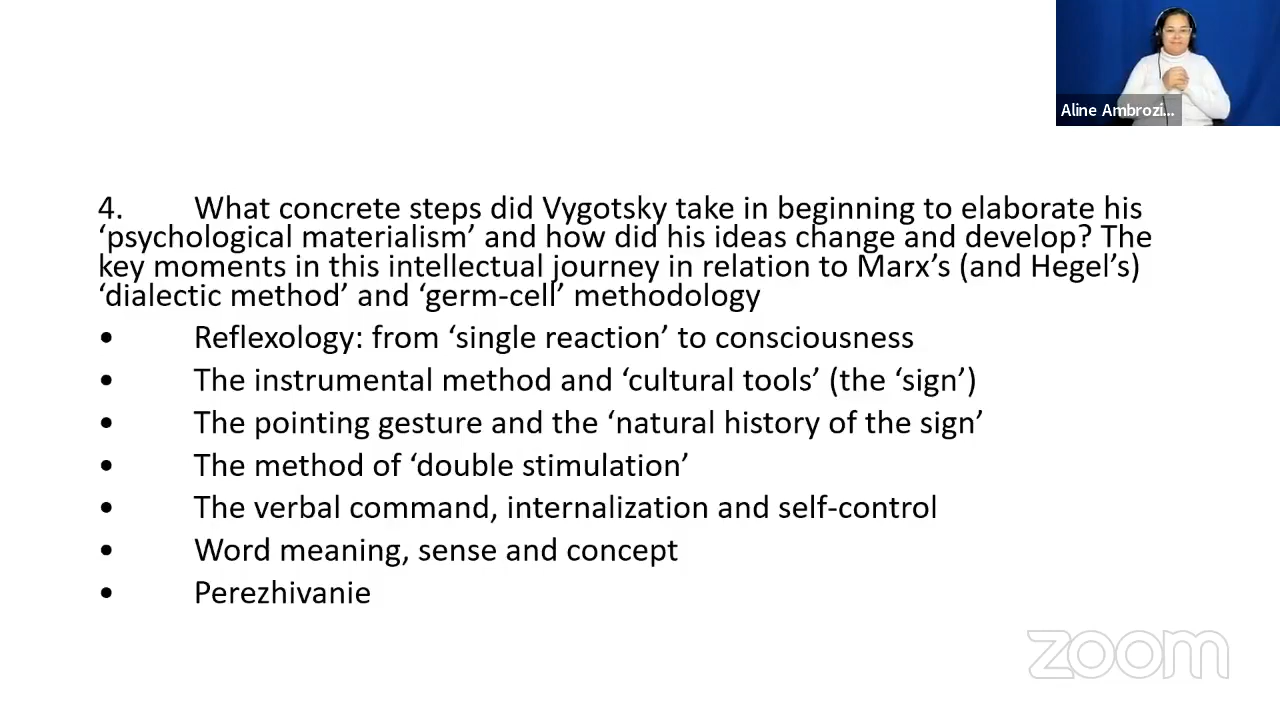 Aline Ambrozi...
4. What concrete steps did Vygotsky take in beginning to elaborate his
‘psychological materialism’ and how did his ideas change and develop? The
key moments in this intellectual journey in relation to Marx’s (and Hegel’s)
‘dialectic method’ and ‘germ-cell’ methodology
• Reflexology: from ‘single reaction’ to consciousness
• The instrumental method and ‘cultural tools’ (the ‘sign’)
• The pointing gesture and the ‘natural history of the sign’
• The method of ‘double stimulation’
• The verbal command, internalization and self-control
• Word meaning, sense and concept
• Perezhivanie
zoom